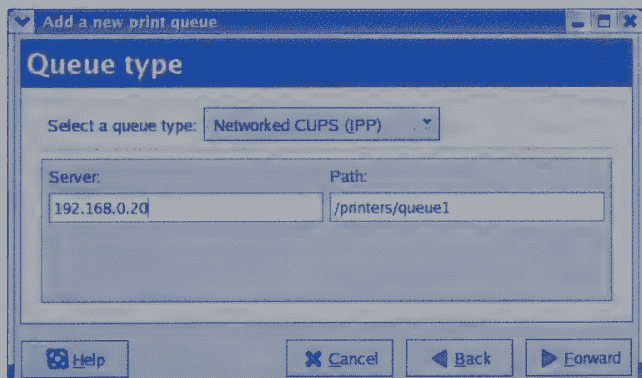 Add a new print queue
Queue type
Select a queue type: Networked CUPS (IPP)
Server: Path:
192.168.0.20 /printers/queue1
Help Cancel Back Forward